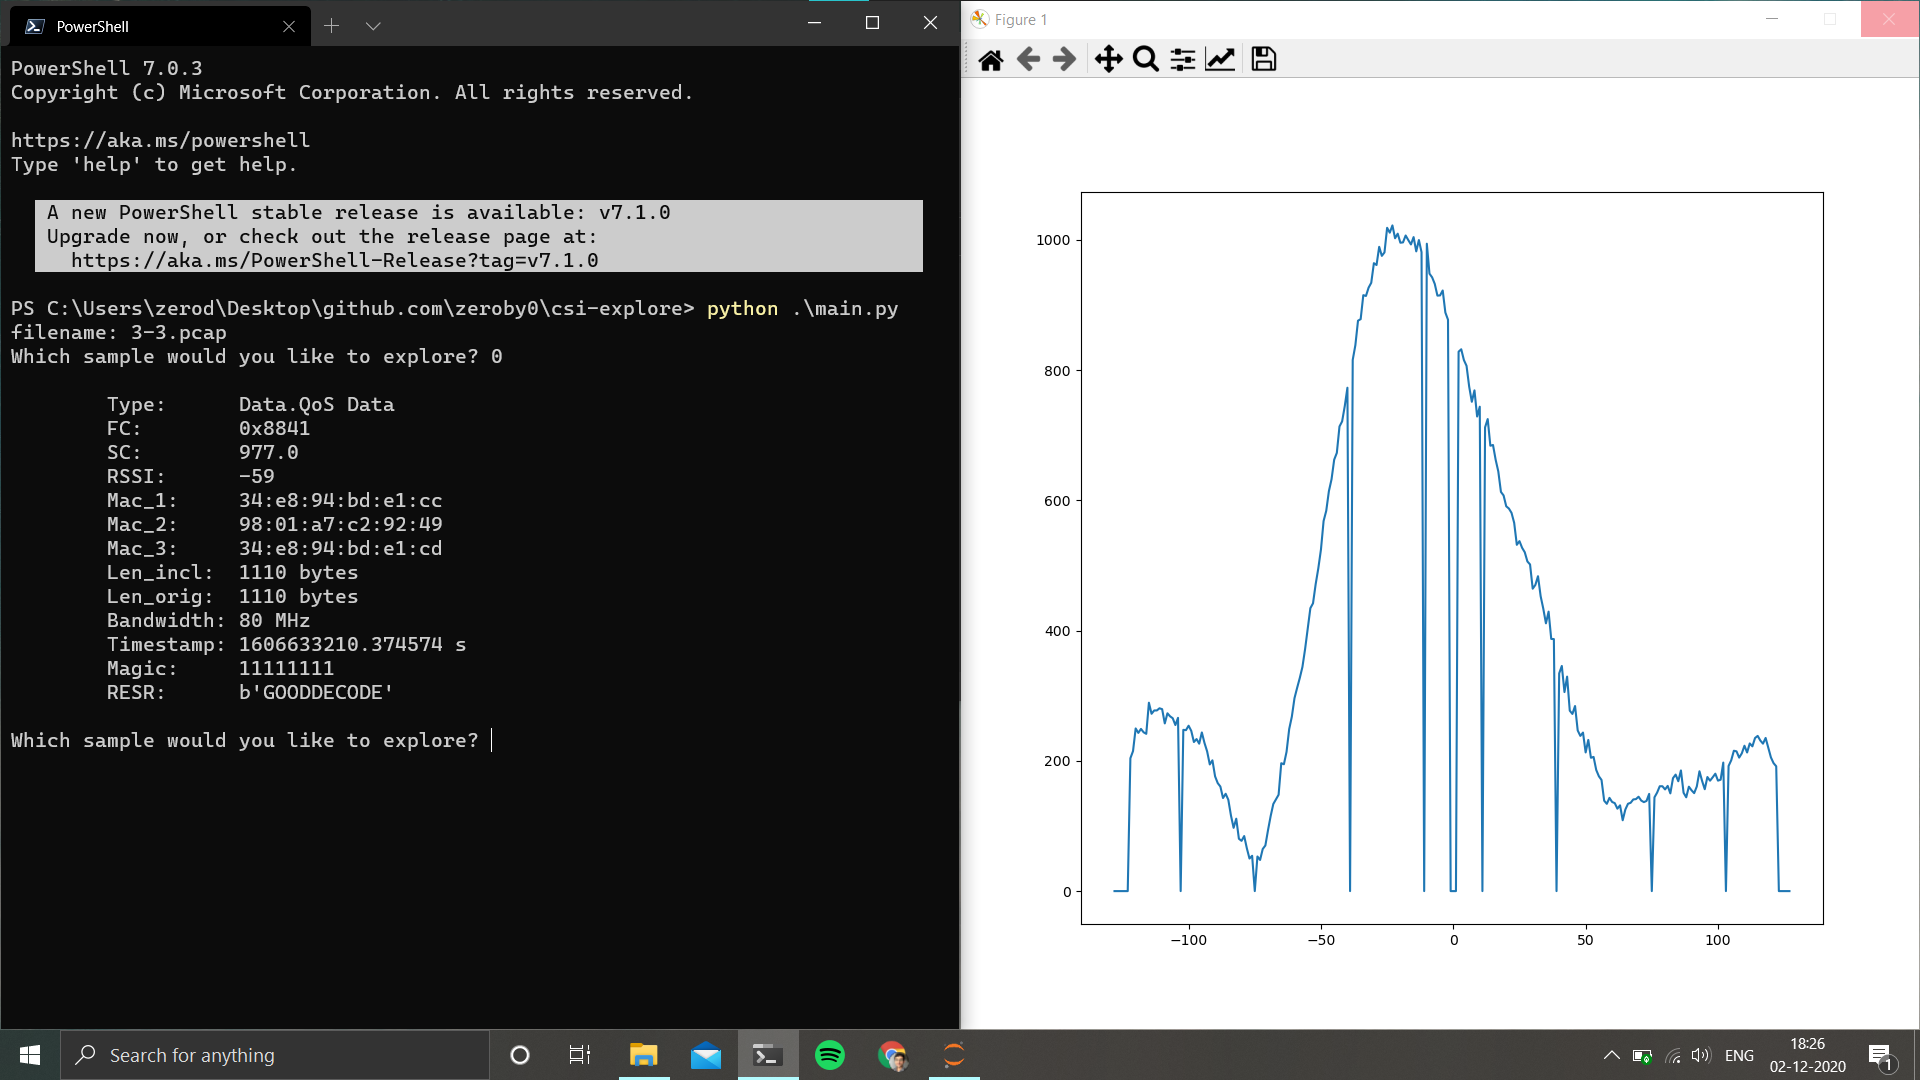 PowerShell
PowerShell 7.0.3
Copyright (c) Microsoft Corporation. All rights reserved.
https://aka.ms/powershell
Type 'help' to get help.
A new PowerShell stable release is available: v7.1.0
Upgrade now, or check out the release page at:
https://aka.ms/PowerShell-Release?tag=v7.1.0
PS C:\Users\zerod\Desktop\github.com\zeroby0\csi-explore> python .\main.py
filename: 3-3.pcap
Which sample would you like to explore? 0
Type: Data.QoS Data
FC: 0x8841
SC: 977.0
RSSI: -59
Mac_1: 34:e8:94:bd:e1:cc
Mac_2: 98:01:a7:c2:92:49
Mac_3: 34:e8:94:bd:e1:cd
Len_incl: 1110 bytes
Len_orig: 1110 bytes
Bandwidth: 80 MHz
Timestamp: 1606633210.374574 s
Magic: 11111111
RESR: b'GOODDECODE'
Which sample would you like to explore?
Figure 1
1000
800
600
400
200
0
−100 −50 0 50 100
Search for anything
ENG
18:26
02-12-2020
1